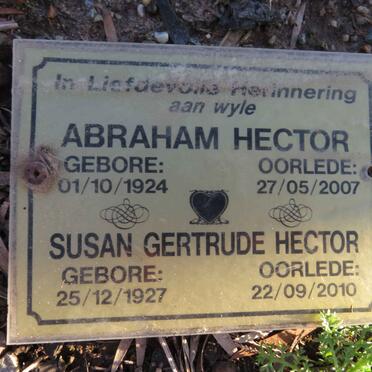 In Liefdevolle Herinnering
aan wyle
ABRAHAM HECTOR
GEBORE: OORLEDE:
01/10/1924 27/05/2007
SUSAN GERTRUDE HECTOR
GEBORE: OORLEDE:
25/12/1927 22/09/2010